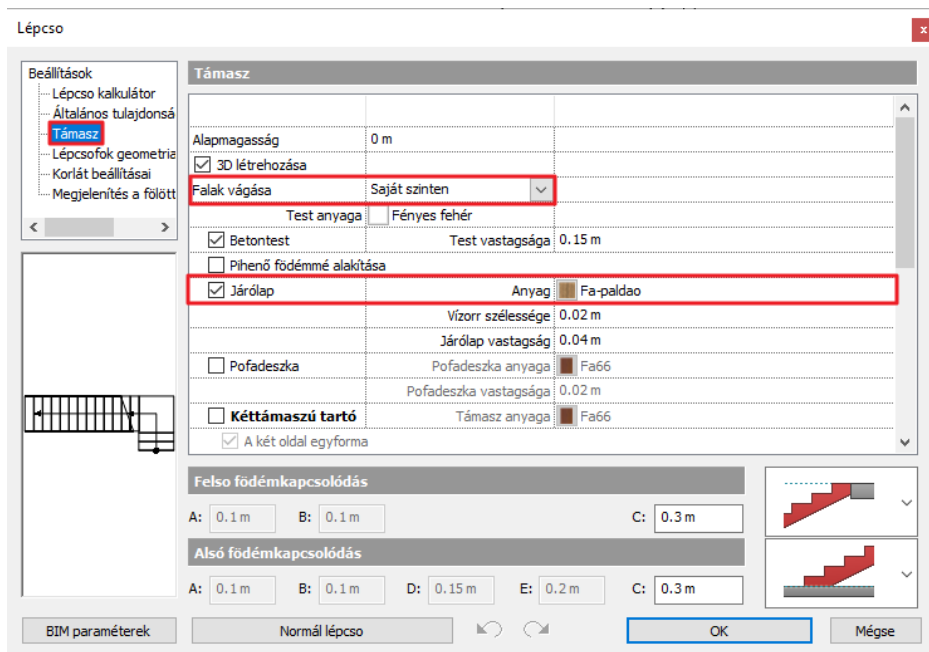 Lépcso
x
Beállítások
Lépcso kalkulátor
Általános tulajdonsá
Támasz
Lépcsofok geometria
Korlát beállításai
Megjelenítés a fölött
Támasz
Alapmagasság 0 m
3D létrehozása
Falak vágása Saját szinten
Test anyaga Fényes fehér
Betontest Test vastagsága 0.15 m
Pihenő födémmé alakítása
Járólap Anyag Fa-paldao
Vízorr szélessége 0.02 m
Járólap vastagság 0.04 m
Pofadeszka Pofadeszka anyaga Fa66
Pofadeszka vastagsága 0.02 m
Kéttámaszú tartó Támasz anyaga Fa66
A két oldal egyforma
Felso födémkapcsolódás
A: 0.1 m B: 0.1 m C: 0.3 m
Alsó födémkapcsolódás
A: 0.1 m B: 0.1 m D: 0.15 m E: 0.2 m C: 0.3 m
BIM paraméterek Normál lépcso OK Mégse